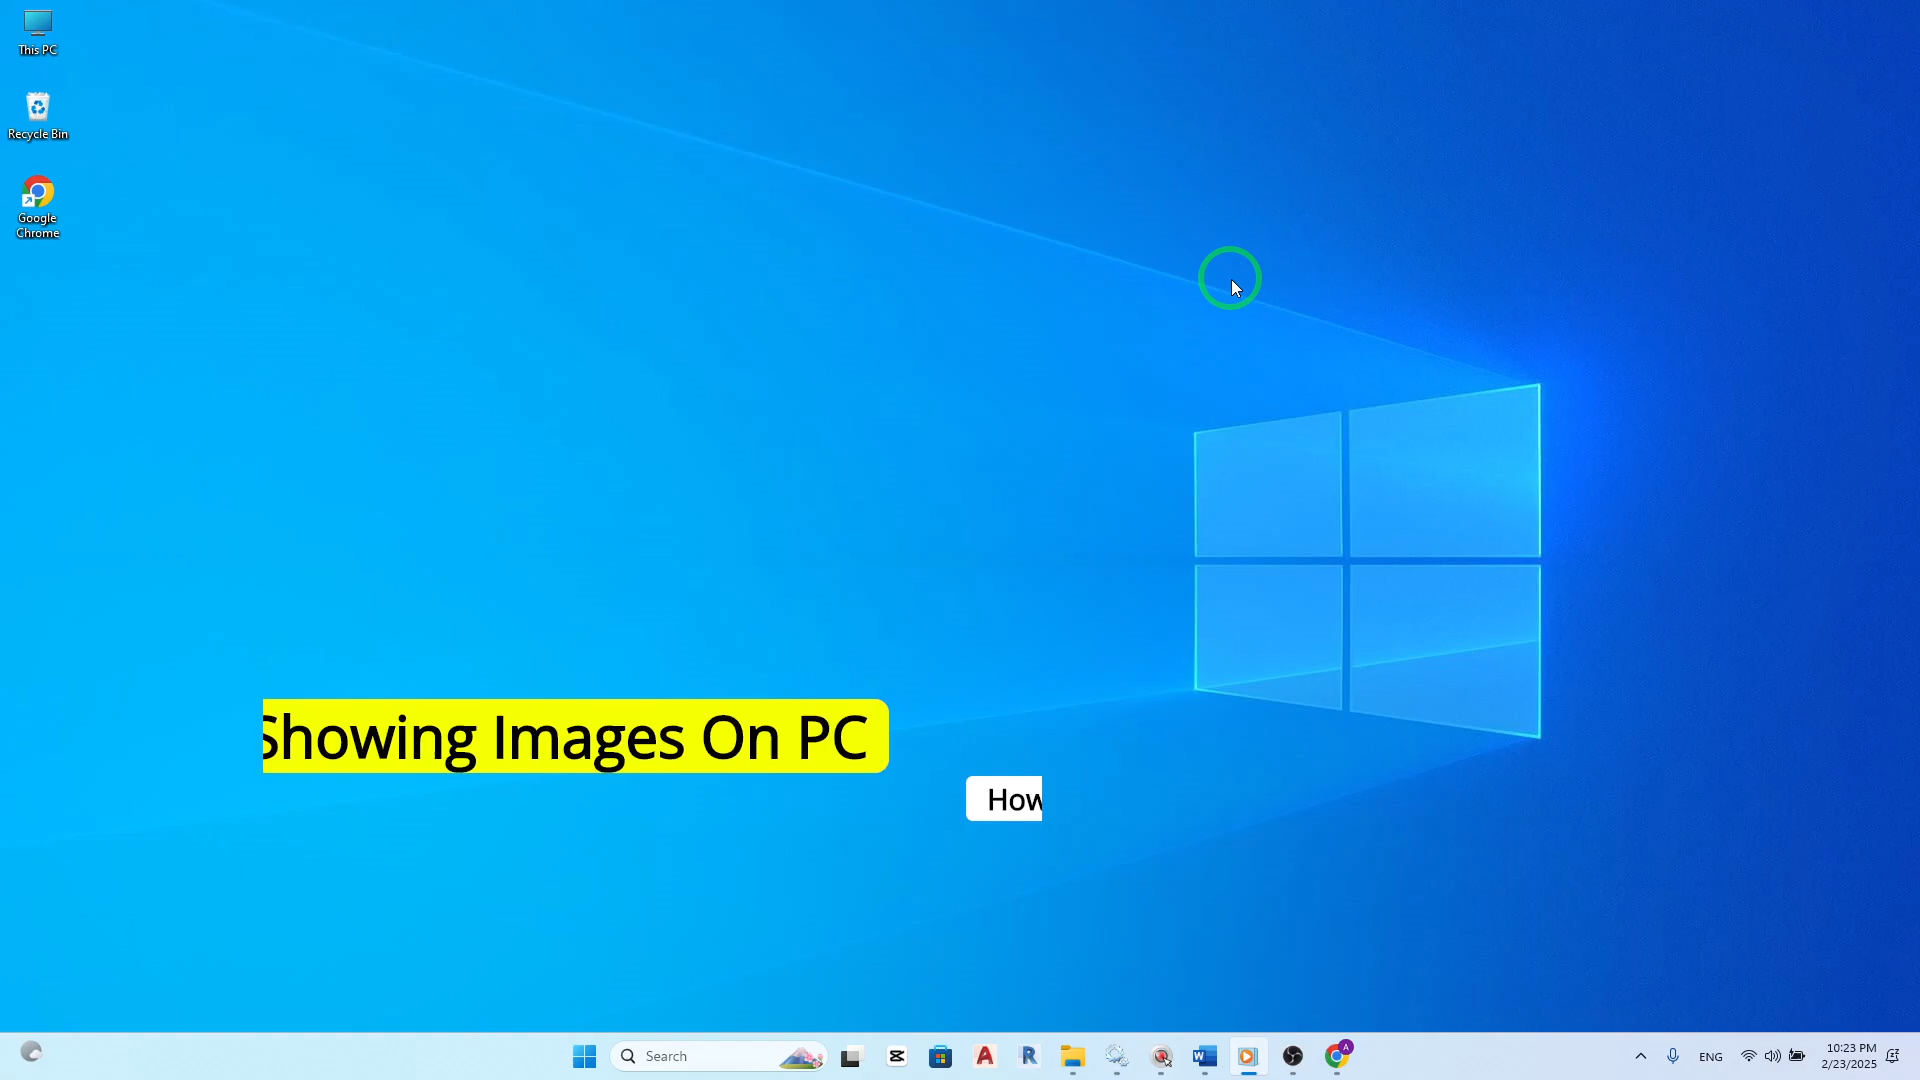 This PC
Recycle Bin
Google
Chrome
Showing Images On PC
How
Search
ENG
10:23 PM
2/23/2025